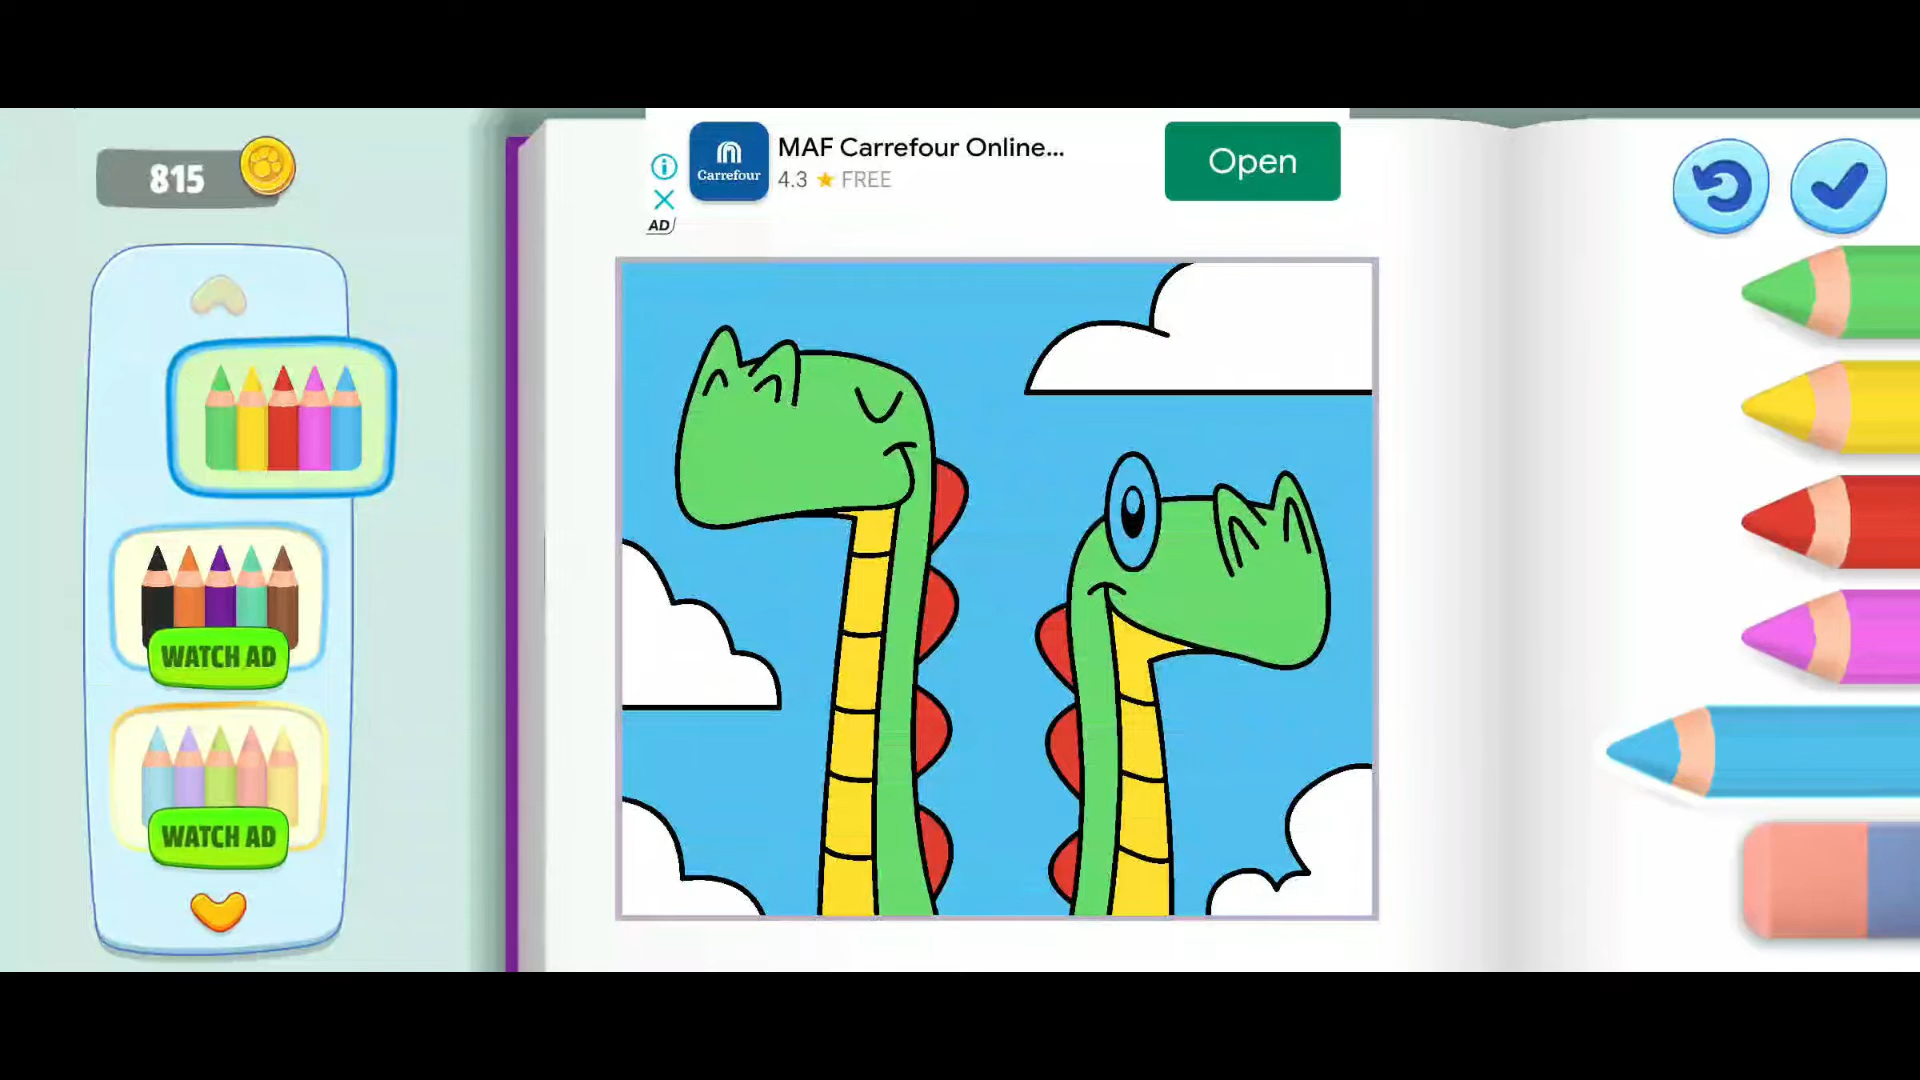 815
MAF Carrefour Online...
Carrefour
4.3 ★ FREE
Open
AD
WATCH AD
WATCH AD